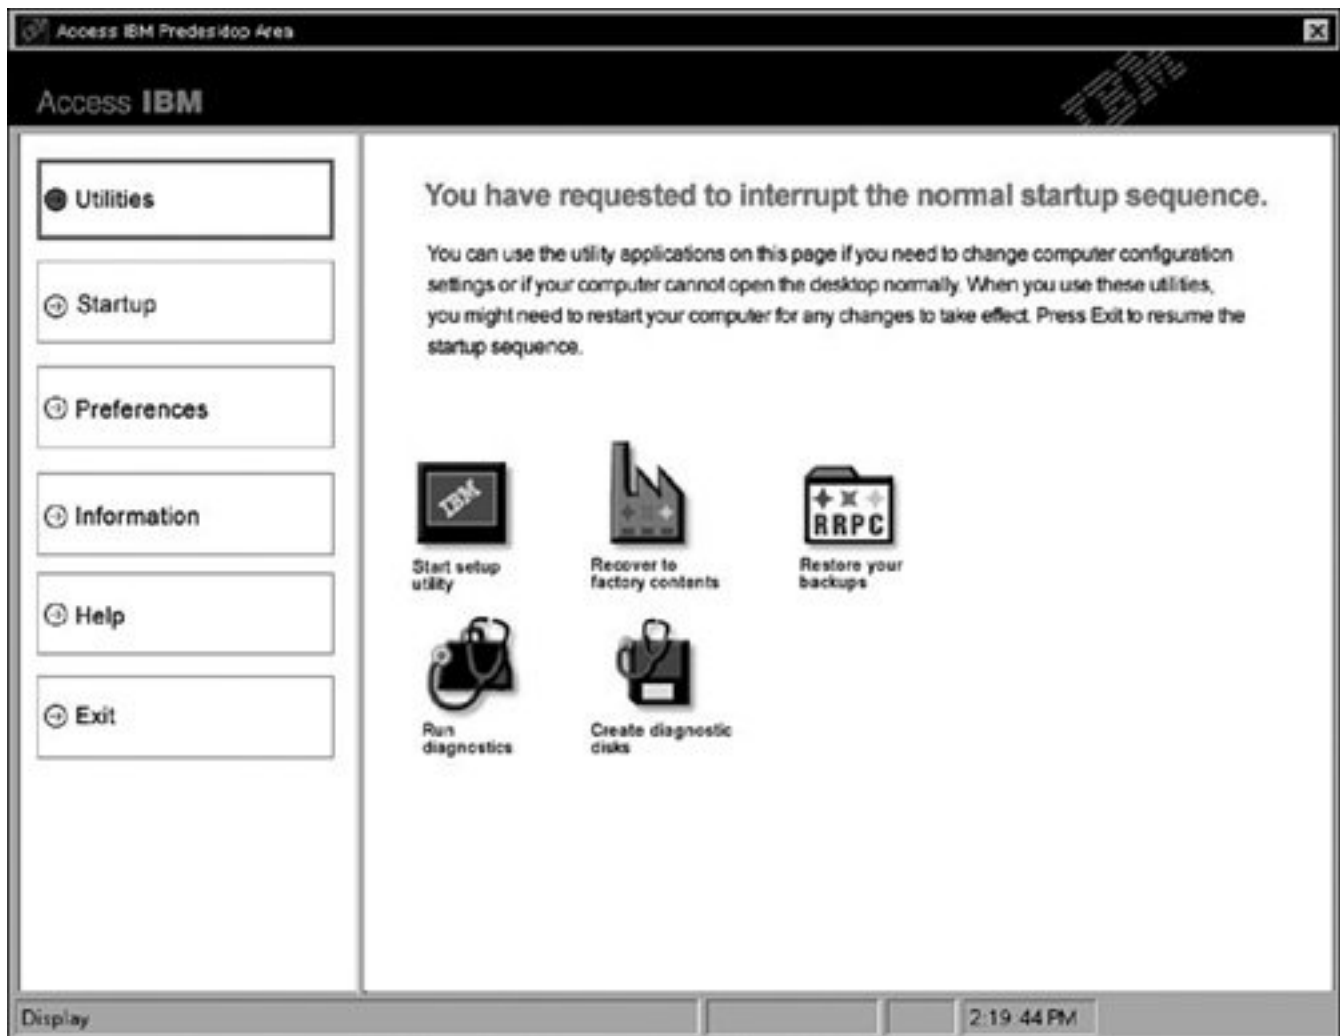 Access IBM Predesktop Area
Access IBM
IBM
Utilities
Startup
Preferences
Information
Help
Exit
You have requested to interrupt the normal startup sequence.
You can use the utility applications on this page if you need to change computer configuration
settings or if your computer cannot open the desktop normally. When you use these utilities,
you might need to restart your computer for any changes to take effect. Press Exit to resume the
startup sequence.
IBM
Start setup
utility
Recover to
factory contents
RRPC
Restore your
backups
Run
diagnostics
Create diagnostic
disks
Display
2:19:44 PM